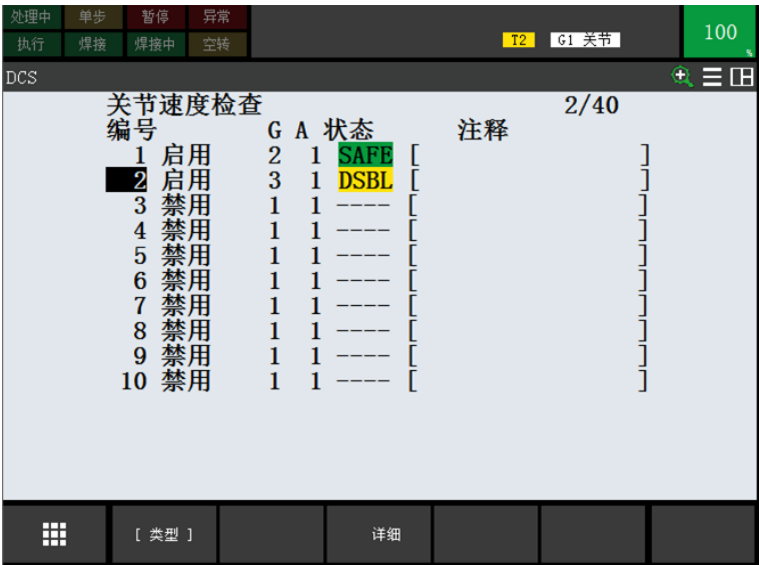 处理中 单步 暂停 异常
执行 焊接 焊接中 空转 T2 G1 关节 100 %
DCS
关节速度检查 2/40
编号 G A 状态 注释
1 启用 2 1 SAFE [ ]
2 启用 3 1 DSBL [ ]
3 禁用 1 1 ---- [ ]
4 禁用 1 1 ---- [ ]
5 禁用 1 1 ---- [ ]
6 禁用 1 1 ---- [ ]
7 禁用 1 1 ---- [ ]
8 禁用 1 1 ---- [ ]
9 禁用 1 1 ---- [ ]
10 禁用 1 1 ---- [ ]
[ 类型 ] 详细